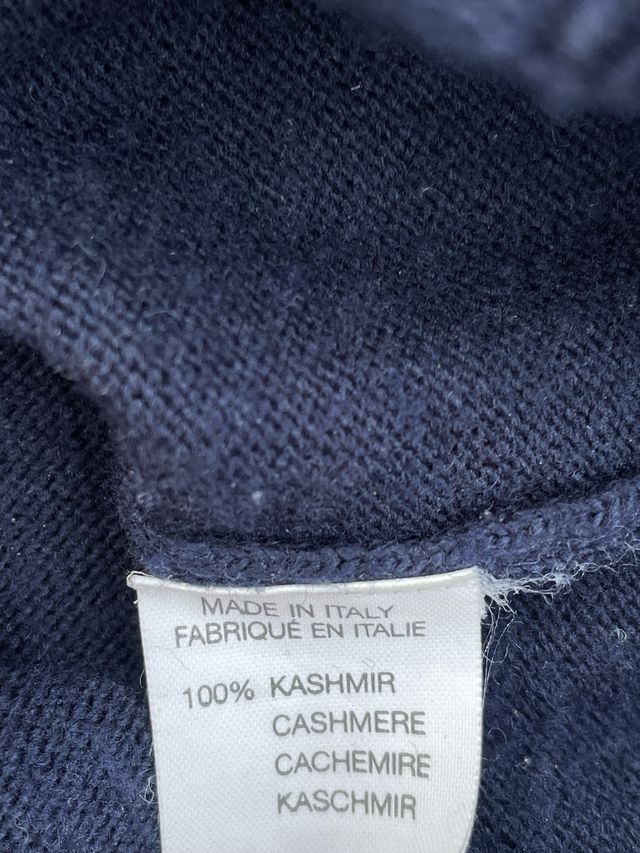 MADE IN ITALY
FABRIQUÉ EN ITALIE
100% KASHMIR
CASHMERE
CACHEMIRE
KASCHMIR